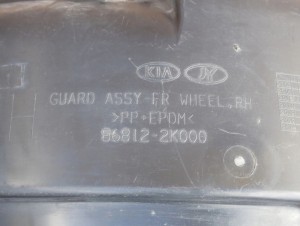 KIA
GUARD ASSY-FR WHEEL,RH
>PP+EPDM<
86812-2K000